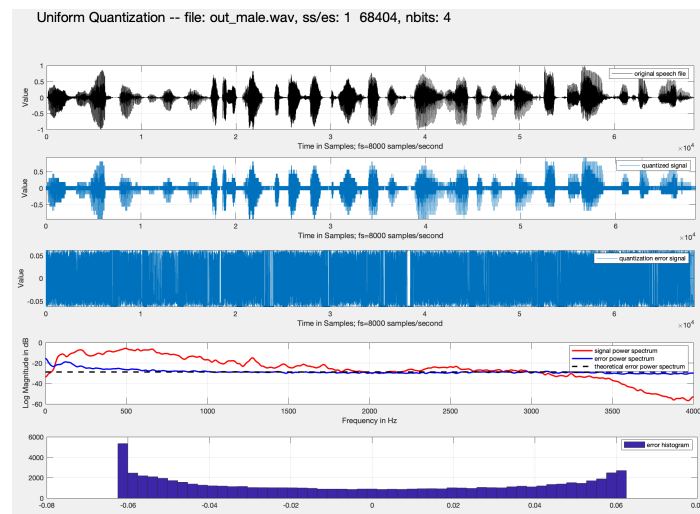 Uniform Quantization -- file: out_male.wav, ss/es: 1  68404, nbits: 4
original speech file
1
0.5
0
-0.5
-1
Value
0 1 2 3 4 5 6
Time in Samples; fs=8000 samples/second
×10⁴
quantized signal
0.5
0
-0.5
Value
0 1 2 3 4 5 6
Time in Samples; fs=8000 samples/second
×10⁴
quantization error signal
0.05
0
-0.05
Value
0 1 2 3 4 5 6
Time in Samples; fs=8000 samples/second
×10⁴
signal power spectrum
error power spectrum
theoretical error power spectrum
0
-20
-40
-60
Log Magnitude in dB
0 500 1000 1500 2000 2500 3000 3500 4000
Frequency in Hz
error histogram
6000
4000
2000
0
-0.08 -0.06 -0.04 -0.02 0 0.02 0.04 0.06 0.08